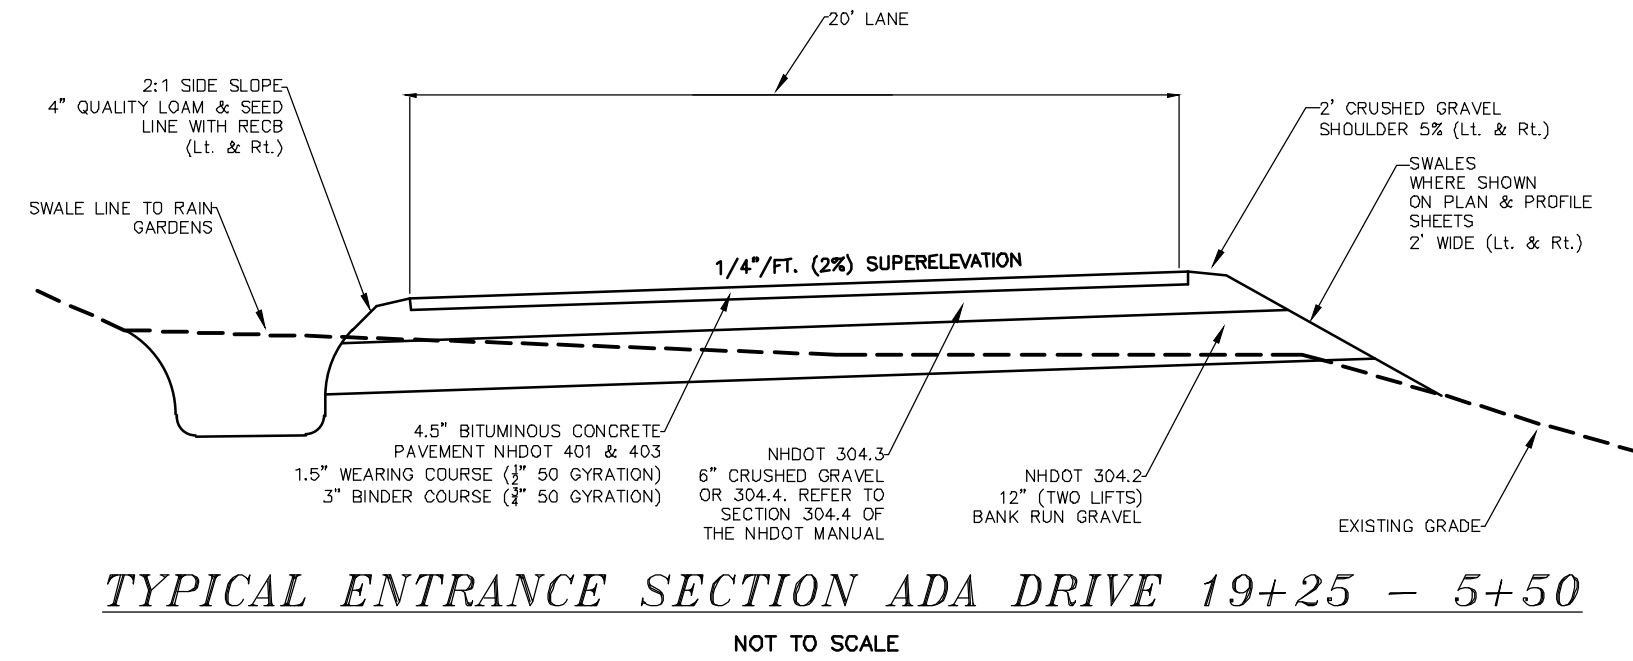 20' LANE
2:1 SIDE SLOPE
4" QUALITY LOAM & SEED
LINE WITH RECB
(Lt. & Rt.)
2' CRUSHED GRAVEL
SHOULDER 5% (Lt. & Rt.)
SWALES
WHERE SHOWN
ON PLAN & PROFILE
SHEETS
2' WIDE (Lt. & Rt.)
SWALE LINE TO RAIN
GARDENS
1/4"/FT. (2%) SUPERELEVATION
4.5" BITUMINOUS CONCRETE
PAVEMENT NHDOT 401 & 403
1.5" WEARING COURSE (½" 50 GYRATION)
3" BINDER COURSE (¾" 50 GYRATION)
NHDOT 304.3
6" CRUSHED GRAVEL
OR 304.4. REFER TO
SECTION 304.4 OF
THE NHDOT MANUAL
NHDOT 304.2
12" (TWO LIFTS)
BANK RUN GRAVEL
EXISTING GRADE
TYPICAL ENTRANCE SECTION ADA DRIVE 19+25 - 5+50
NOT TO SCALE